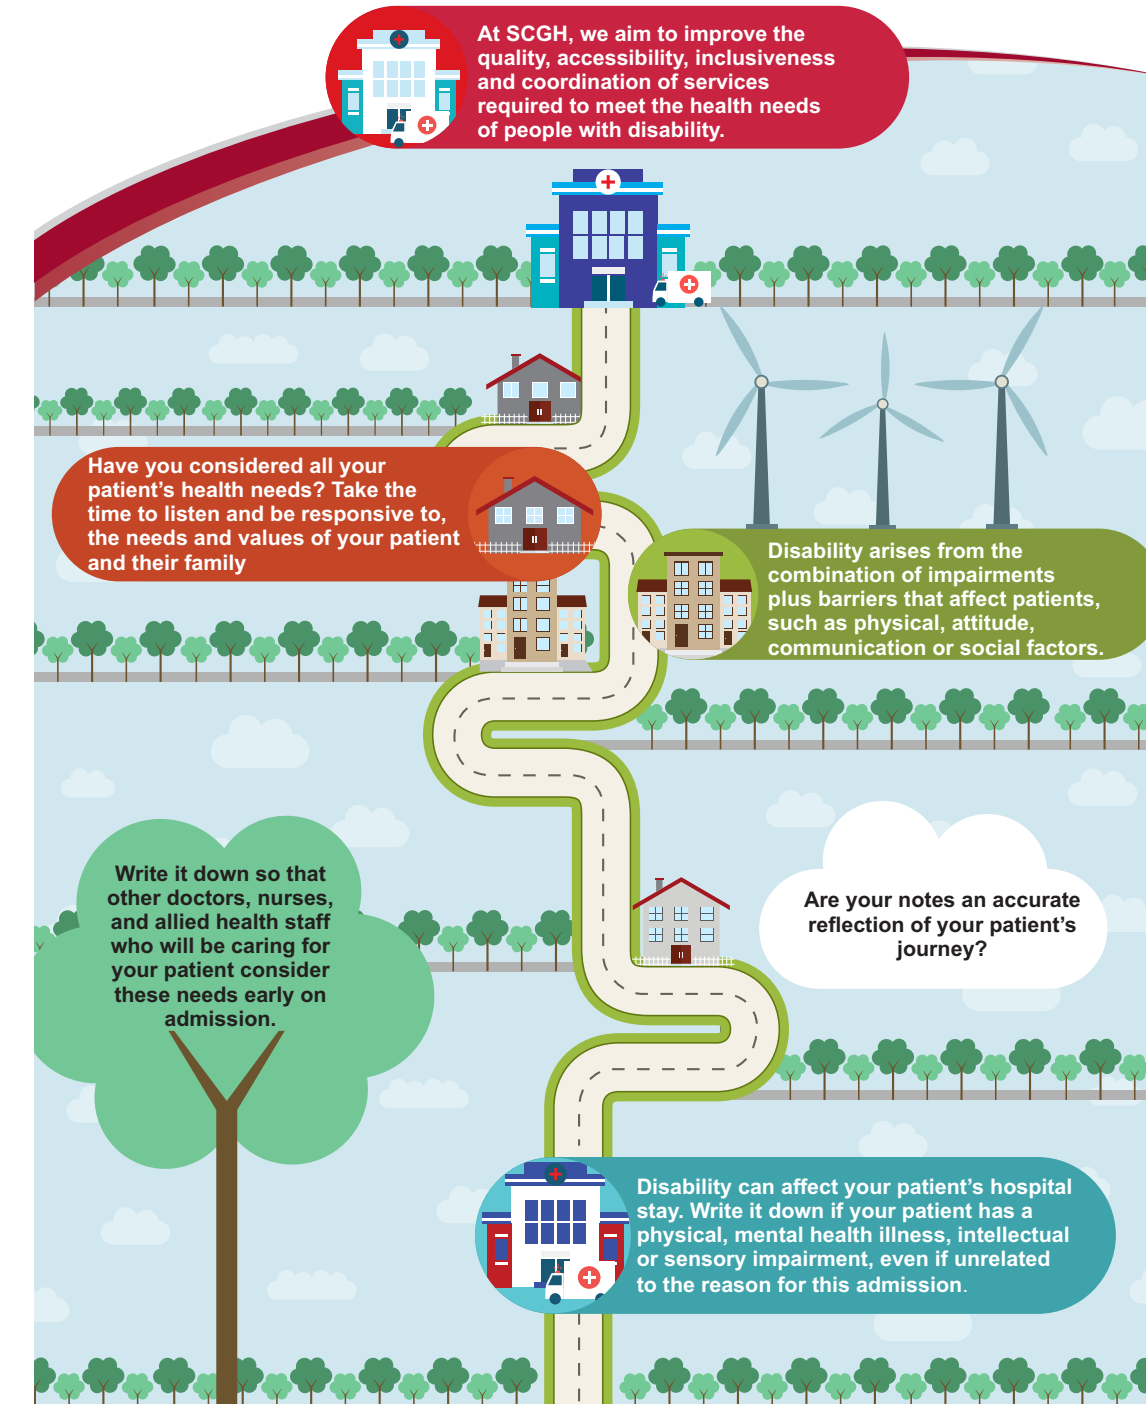 At SCGH, we aim to improve the
quality, accessibility, inclusiveness
and coordination of services
required to meet the health needs
of people with disability.
Have you considered all your
patient’s health needs? Take the
time to listen and be responsive to,
the needs and values of your patient
and their family
Disability arises from the
combination of impairments
plus barriers that affect patients,
such as physical, attitude,
communication or social factors.
Write it down so that
other doctors, nurses,
and allied health staff
who will be caring for
your patient consider
these needs early on
admission.
Are your notes an accurate
reflection of your patient’s
journey?
Disability can affect your patient’s hospital
stay. Write it down if your patient has a
physical, mental health illness, intellectual
or sensory impairment, even if unrelated
to the reason for this admission.